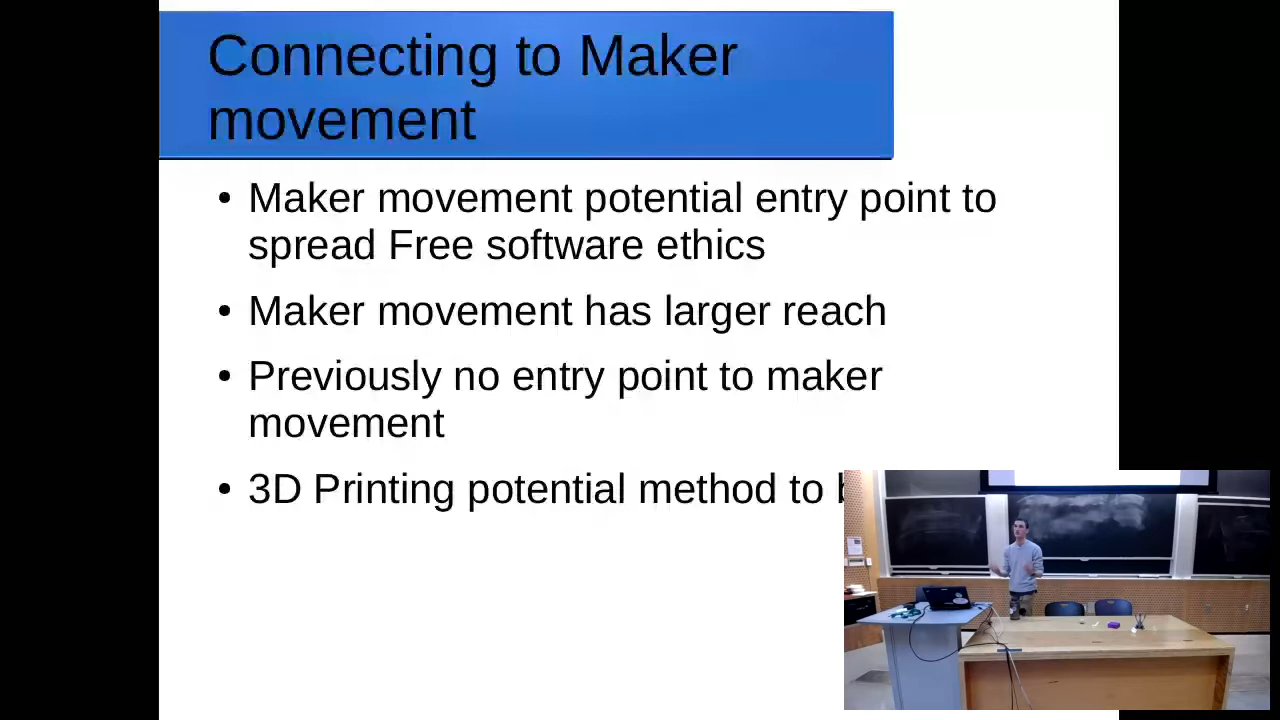 Connecting to Maker
movement
• Maker movement potential entry point to
spread Free software ethics
• Maker movement has larger reach
• Previously no entry point to maker
movement
• 3D Printing potential method to